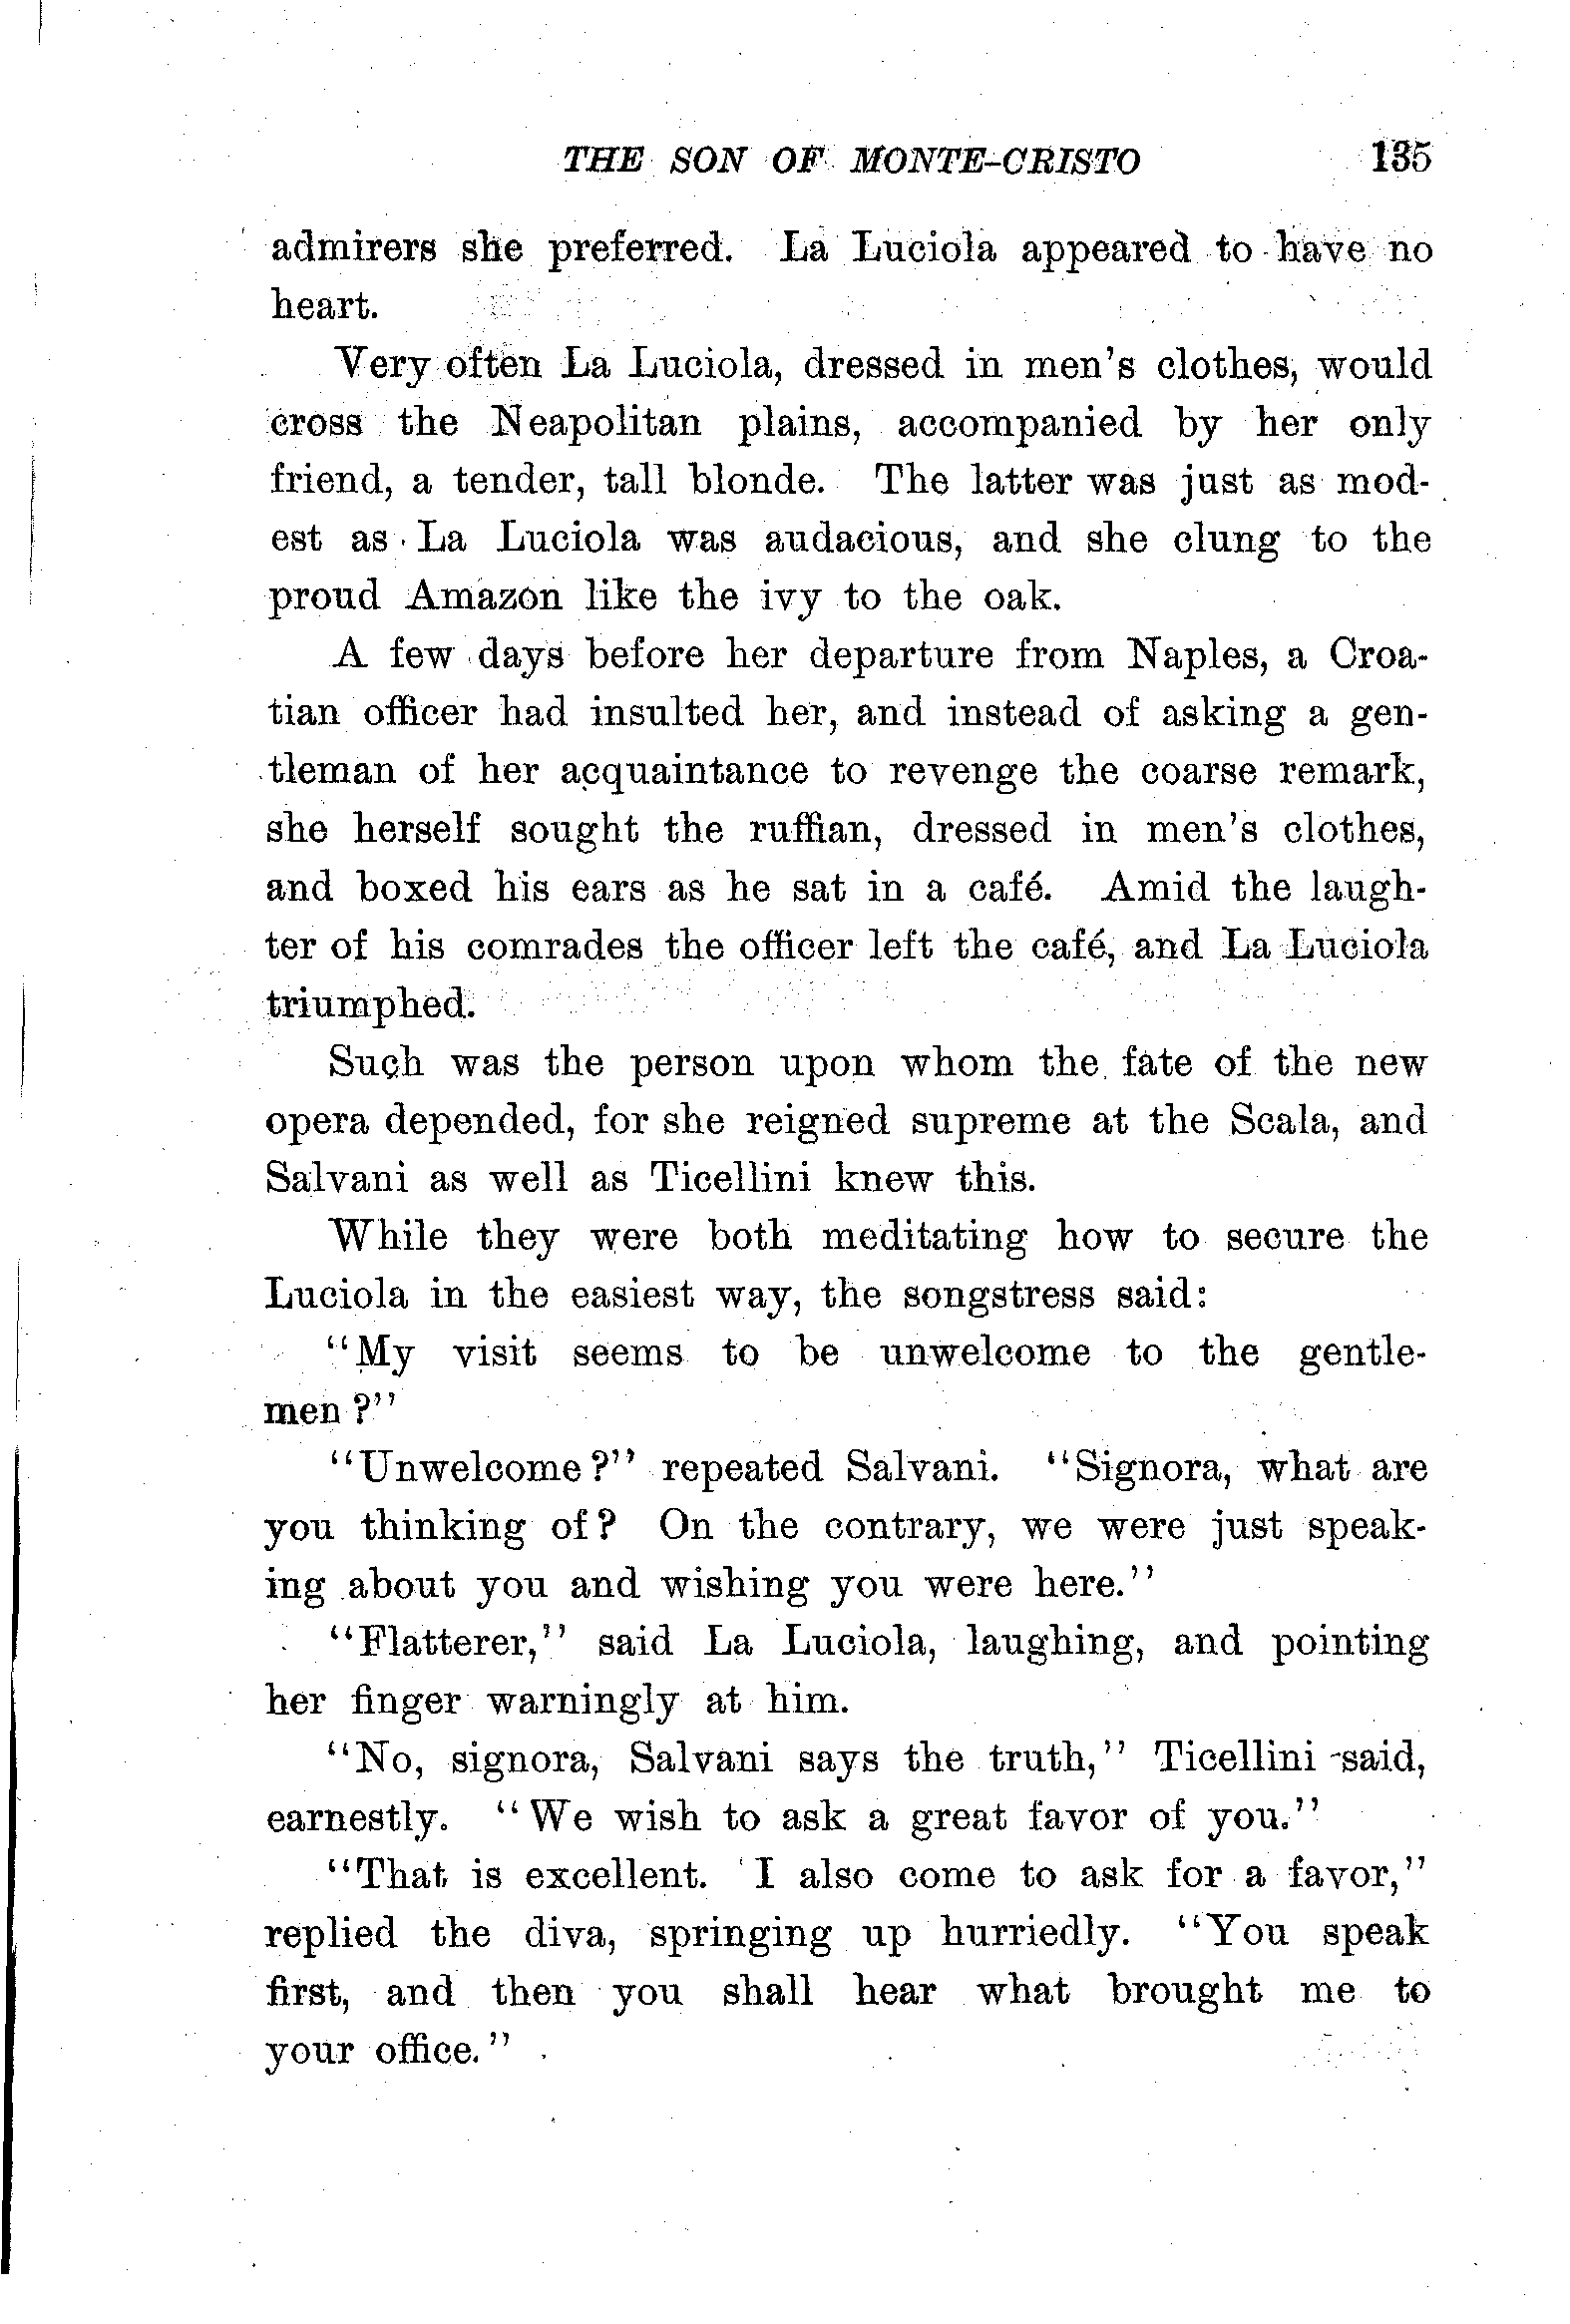 THE SON OF MONTE-CRISTO 135
admirers she preferred. La Luciola appeared to have no
heart.
Very often La Luciola, dressed in men's clothes, would
cross the Neapolitan plains, accompanied by her only
friend, a tender, tall blonde. The latter was just as mod-
est as La Luciola was audacious, and she clung to the
proud Amazon like the ivy to the oak.
A few days before her departure from Naples, a Croa-
tian officer had insulted her, and instead of asking a gen-
tleman of her acquaintance to revenge the coarse remark,
she herself sought the ruffian, dressed in men's clothes,
and boxed his ears as he sat in a café. Amid the laugh-
ter of his comrades the officer left the café, and La Luciola
triumphed.
Such was the person upon whom the fate of the new
opera depended, for she reigned supreme at the Scala, and
Salvani as well as Ticellini knew this.
While they were both meditating how to secure the
Luciola in the easiest way, the songstress said:
"My visit seems to be unwelcome to the gentle-
men?"
"Unwelcome?" repeated Salvani. "Signora, what are
you thinking of? On the contrary, we were just speak-
ing about you and wishing you were here."
"Flatterer," said La Luciola, laughing, and pointing
her finger warningly at him.
"No, signora, Salvani says the truth," Ticellini said,
earnestly. "We wish to ask a great favor of you."
"That is excellent. I also come to ask for a favor,"
replied the diva, springing up hurriedly. "You speak
first, and then you shall hear what brought me to
your office."